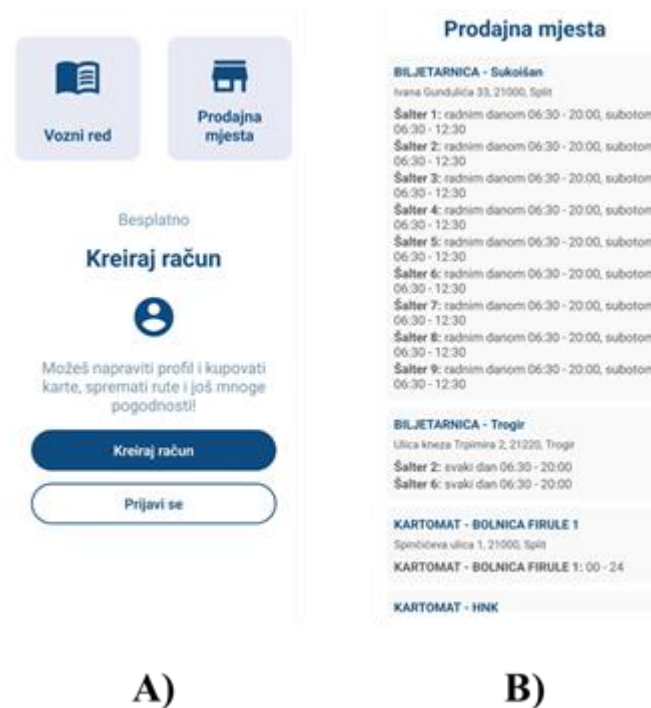 Vozni red
Prodajna
mjesta
Besplatno
Kreiraj račun
Možeš napraviti profil i kupovati
karte, spremati rute i još mnoge
pogodnosti!
Kreiraj račun
Prijavi se
A)
Prodajna mjesta
BILJETARNICA - Sukoišan
Ivana Gundulića 33, 21000, Split
Šalter 1: radnim danom 06:30 - 20:00, subotom
06:30 - 12:30
Šalter 2: radnim danom 06:30 - 20:00, subotom
06:30 - 12:30
Šalter 3: radnim danom 06:30 - 20:00, subotom
06:30 - 12:30
Šalter 4: radnim danom 06:30 - 20:00, subotom
06:30 - 12:30
Šalter 5: radnim danom 06:30 - 20:00, subotom
06:30 - 12:30
Šalter 6: radnim danom 06:30 - 20:00, subotom
06:30 - 12:30
Šalter 7: radnim danom 06:30 - 20:00, subotom
06:30 - 12:30
Šalter 8: radnim danom 06:30 - 20:00, subotom
06:30 - 12:30
Šalter 9: radnim danom 06:30 - 20:00, subotom
06:30 - 12:30
BILJETARNICA - Trogir
Ulica kneza Trpimira 2, 21220, Trogir
Šalter 2: svaki dan 06:30 - 20:00
Šalter 6: svaki dan 06:30 - 20:00
KARTOMAT - BOLNICA FIRULE 1
Spinčićeva ulica 1, 21000, Split
KARTOMAT - BOLNICA FIRULE 1: 00 - 24
KARTOMAT - HNK
B)